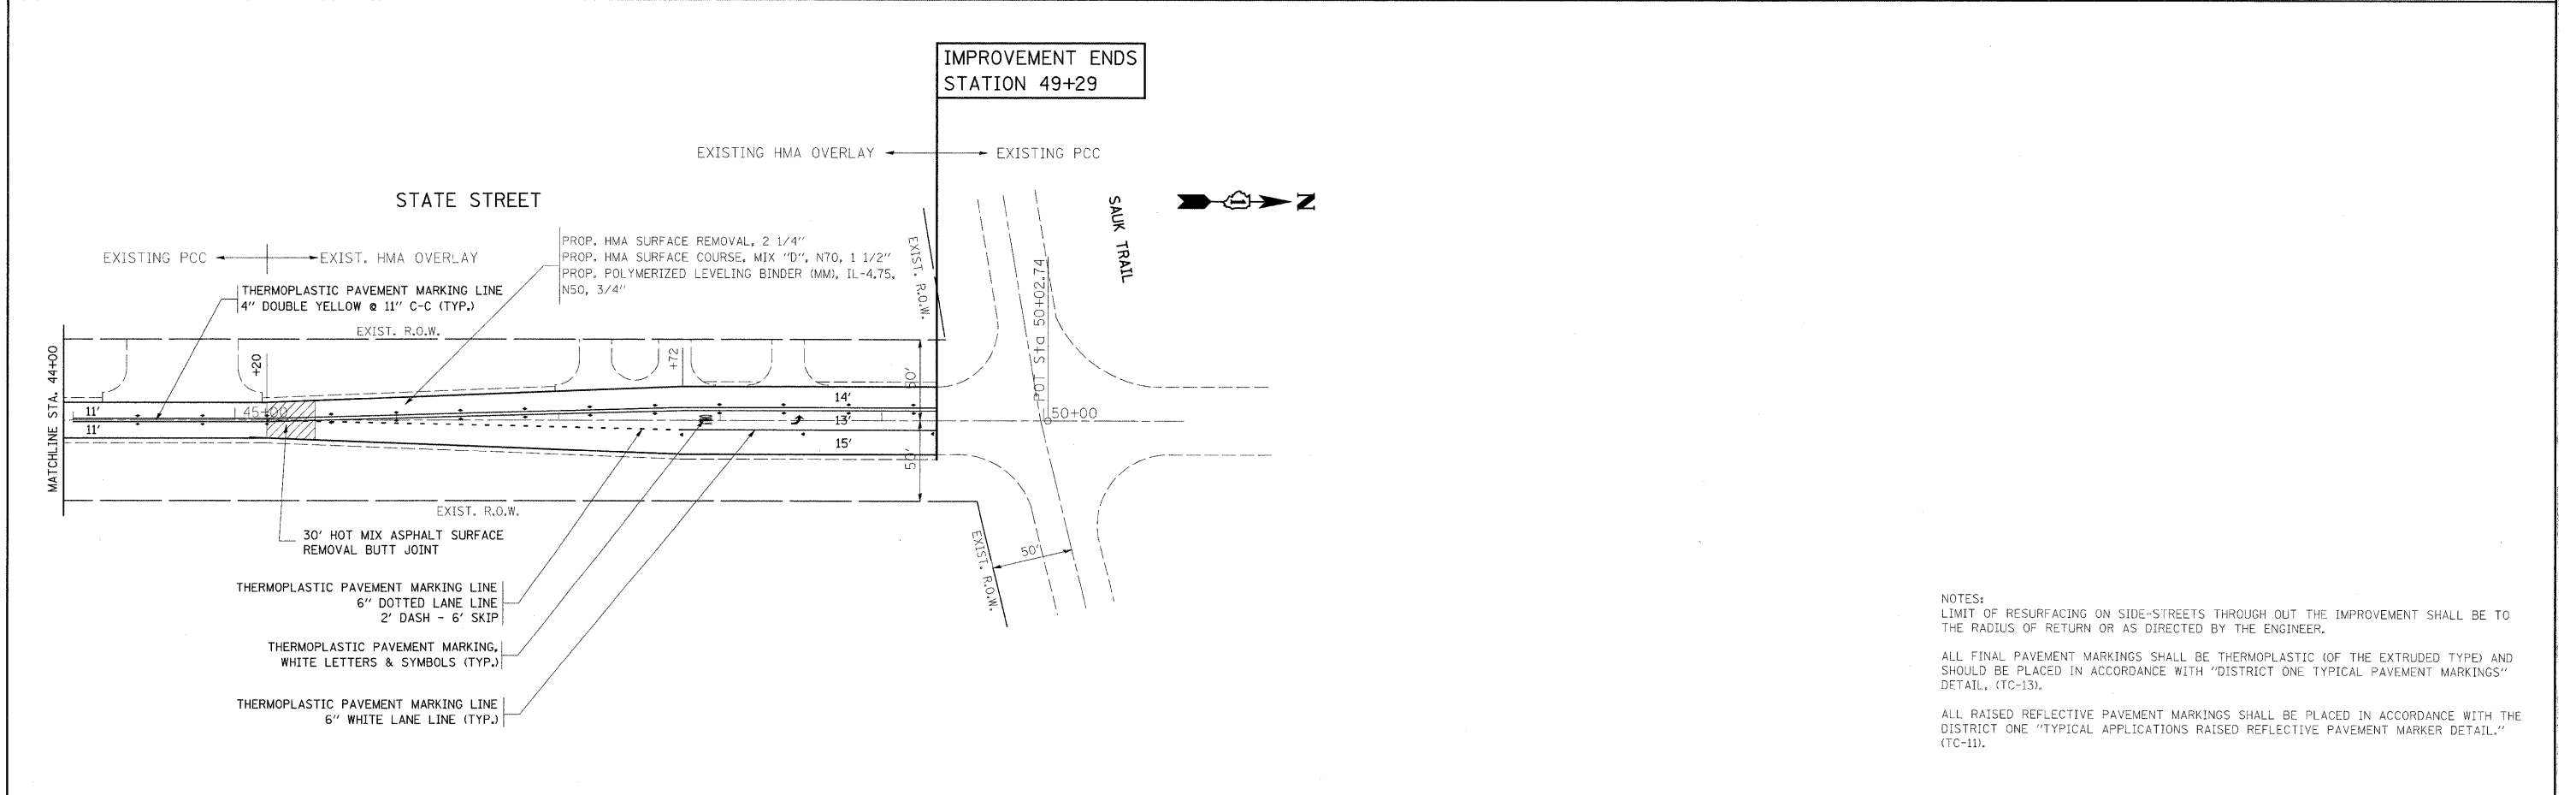 IMPROVEMENT ENDS
STATION 49+29
EXISTING HMA OVERLAY
EXISTING PCC
STATE STREET
SAUK TRAIL
1
N
EXISTING PCC
EXIST. HMA OVERLAY
PROP. HMA SURFACE REMOVAL, 2 1/4"
PROP. HMA SURFACE COURSE, MIX "D", N70, 1 1/2"
PROP. POLYMERIZED LEVELING BINDER (MM), IL-4.75,
N50, 3/4"
EXIST. R.O.W.
THERMOPLASTIC PAVEMENT MARKING LINE
4" DOUBLE YELLOW @ 11" C-C (TYP.)
EXIST. R.O.W.
MATCHLINE STA. 44+00
+20
+72
50'
POT Sta 50+02.74
11'
45+00
14'
50+00
13'
11'
15'
50'
EXIST. R.O.W.
30' HOT MIX ASPHALT SURFACE
REMOVAL BUTT JOINT
EXIST. R.O.W.
50'
THERMOPLASTIC PAVEMENT MARKING LINE
6" DOTTED LANE LINE
2' DASH - 6' SKIP
THERMOPLASTIC PAVEMENT MARKING,
WHITE LETTERS & SYMBOLS (TYP.)
THERMOPLASTIC PAVEMENT MARKING LINE
6" WHITE LANE LINE (TYP.)
NOTES:
LIMIT OF RESURFACING ON SIDE-STREETS THROUGH OUT THE IMPROVEMENT SHALL BE TO
THE RADIUS OF RETURN OR AS DIRECTED BY THE ENGINEER.
ALL FINAL PAVEMENT MARKINGS SHALL BE THERMOPLASTIC (OF THE EXTRUDED TYPE) AND
SHOULD BE PLACED IN ACCORDANCE WITH "DISTRICT ONE TYPICAL PAVEMENT MARKINGS"
DETAIL, (TC-13).
ALL RAISED REFLECTIVE PAVEMENT MARKINGS SHALL BE PLACED IN ACCORDANCE WITH THE
DISTRICT ONE "TYPICAL APPLICATIONS RAISED REFLECTIVE PAVEMENT MARKER DETAIL."
(TC-11).